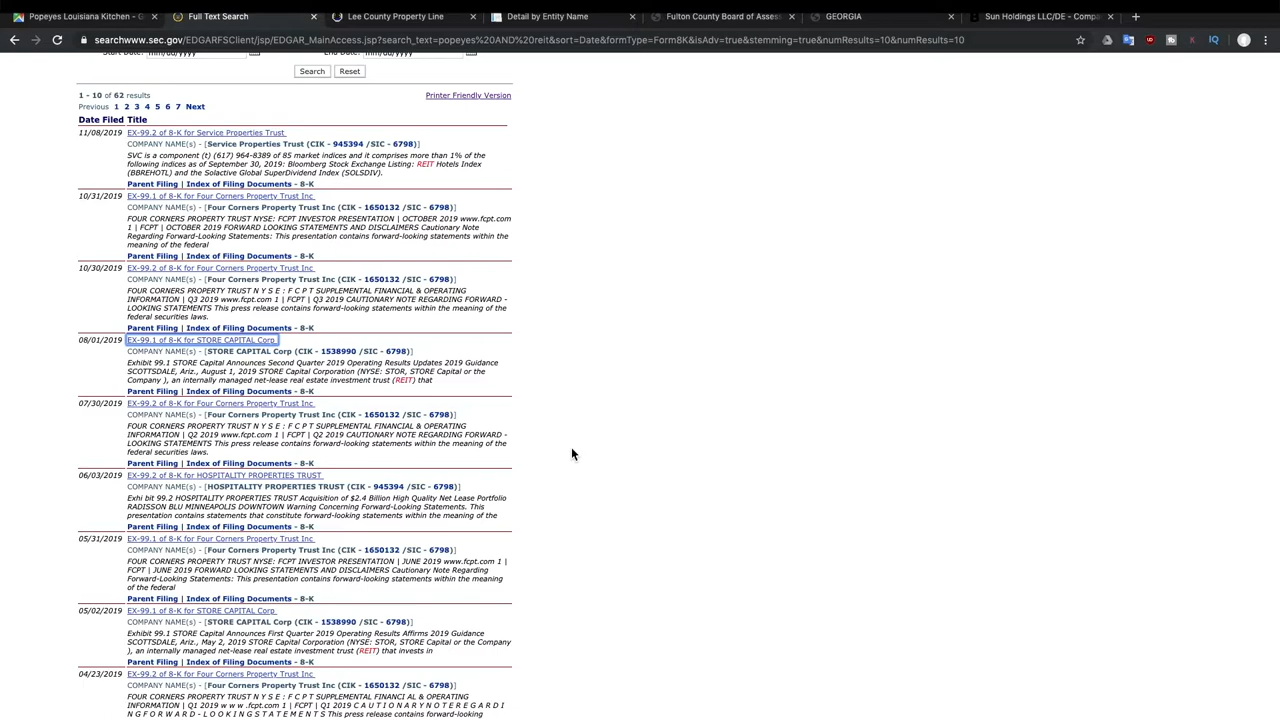 Popeyes Louisiana Kitchen - G
Full Text Search
Lee County Property Line
Detail by Entity Name
Fulton County Board of Asses
GEORGIA
Sun Holdings LLC/DE - Compa
searchwww.sec.gov/EDGARFSClient/jsp/EDGAR_MainAccess.jsp?search_text=popeyes%20AND%20reit&sort=Date&formType=Form8K&isAdv=true&stemming=true&numResults=10&numResults=10
Start Date: mm/dd/yyyy End Date: mm/dd/yyyy
Search Reset
1 - 10 of 62 results Printer Friendly Version
Previous 1 2 3 4 5 6 7 Next
Date Filed Title
11/08/2019 EX-99.2 of 8-K for Service Properties Trust
COMPANY NAME(s) - [Service Properties Trust (CIK - 945394 /SIC - 6798)]
SVC is a component (t) (617) 964-8389 of 85 market indices and it comprises more than 1% of the
following indices as of September 30, 2019: Bloomberg Stock Exchange Listing: REIT Hotels Index
(BBREHOTL) and the Solactive Global SuperDividend Index (SOLSDIV).
Parent Filing | Index of Filing Documents - 8-K
10/31/2019 EX-99.1 of 8-K for Four Corners Property Trust Inc
COMPANY NAME(s) - [Four Corners Property Trust Inc (CIK - 1650132 /SIC - 6798)]
FOUR CORNERS PROPERTY TRUST NYSE: FCPT INVESTOR PRESENTATION | OCTOBER 2019 www.fcpt.com
1 | FCPT | OCTOBER 2019 FORWARD LOOKING STATEMENTS AND DISCLAIMERS Cautionary Note
Regarding Forward-Looking Statements: This presentation contains forward-looking statements within the
meaning of the federal
Parent Filing | Index of Filing Documents - 8-K
10/30/2019 EX-99.2 of 8-K for Four Corners Property Trust Inc
COMPANY NAME(s) - [Four Corners Property Trust Inc (CIK - 1650132 /SIC - 6798)]
FOUR CORNERS PROPERTY TRUST N Y S E : F C P T SUPPLEMENTAL FINANCIAL & OPERATING
INFORMATION | Q3 2019 www.fcpt.com 1 | FCPT | Q3 2019 CAUTIONARY NOTE REGARDING FORWARD -
LOOKING STATEMENTS This press release contains forward-looking statements within the meaning of the
federal securities laws.
Parent Filing | Index of Filing Documents - 8-K
08/01/2019 EX-99.1 of 8-K for STORE CAPITAL Corp
COMPANY NAME(s) - [STORE CAPITAL Corp (CIK - 1538990 /SIC - 6798)]
Exhibit 99.1 STORE Capital Announces Second Quarter 2019 Operating Results Updates 2019 Guidance
SCOTTSDALE, Ariz., August 1, 2019 STORE Capital Corporation (NYSE: STOR, STORE Capital or the
Company ), an internally managed net-lease real estate investment trust (REIT) that
Parent Filing | Index of Filing Documents - 8-K
07/30/2019 EX-99.2 of 8-K for Four Corners Property Trust Inc
COMPANY NAME(s) - [Four Corners Property Trust Inc (CIK - 1650132 /SIC - 6798)]
FOUR CORNERS PROPERTY TRUST N Y S E : F C P T SUPPLEMENTAL FINANCIAL & OPERATING
INFORMATION | Q2 2019 www.fcpt.com 1 | FCPT | Q2 2019 CAUTIONARY NOTE REGARDING FORWARD -
LOOKING STATEMENTS This press release contains forward-looking statements within the meaning of the
federal securities laws.
Parent Filing | Index of Filing Documents - 8-K
06/03/2019 EX-99.2 of 8-K for HOSPITALITY PROPERTIES TRUST
COMPANY NAME(s) - [HOSPITALITY PROPERTIES TRUST (CIK - 945394 /SIC - 6798)]
Exhi bit 99.2 HOSPITALITY PROPERTIES TRUST Acquisition of $2.4 Billion High Quality Net Lease Portfolio
RADISSON BLU MINNEAPOLIS DOWNTOWN Warning Concerning Forward-Looking Statements. This
presentation contains statements that constitute forward-looking statements within the meaning of the
Parent Filing | Index of Filing Documents - 8-K
05/31/2019 EX-99.1 of 8-K for Four Corners Property Trust Inc
COMPANY NAME(s) - [Four Corners Property Trust Inc (CIK - 1650132 /SIC - 6798)]
FOUR CORNERS PROPERTY TRUST NYSE: FCPT INVESTOR PRESENTATION | JUNE 2019 www.fcpt.com 1 |
FCPT | JUNE 2019 FORWARD LOOKING STATEMENTS AND DISCLAIMERS Cautionary Note Regarding
Forward-Looking Statements: This presentation contains forward-looking statements within the meaning
of the federal
Parent Filing | Index of Filing Documents - 8-K
05/02/2019 EX-99.1 of 8-K for STORE CAPITAL Corp
COMPANY NAME(s) - [STORE CAPITAL Corp (CIK - 1538990 /SIC - 6798)]
Exhibit 99.1 STORE Capital Announces First Quarter 2019 Operating Results Affirms 2019 Guidance
SCOTTSDALE, Ariz., May 2, 2019 STORE Capital Corporation (NYSE: STOR, STORE Capital or the Company
), an internally managed net-lease real estate investment trust (REIT) that invests in
Parent Filing | Index of Filing Documents - 8-K
04/23/2019 EX-99.2 of 8-K for Four Corners Property Trust Inc
COMPANY NAME(s) - [Four Corners Property Trust Inc (CIK - 1650132 /SIC - 6798)]
FOUR CORNERS PROPERTY TRUST N Y S E : F C P T SUPPLEMENTAL FINANCI AL & OPERATING
INFORMATION | Q1 2019 w w w .fcpt.com 1 | FCPT | Q1 2019 C A U T I O N A R Y N O T E R E G A R D I
N G F O R W A R D - L O O K I N G S T A T E M E N T S This press release contains forward-looking